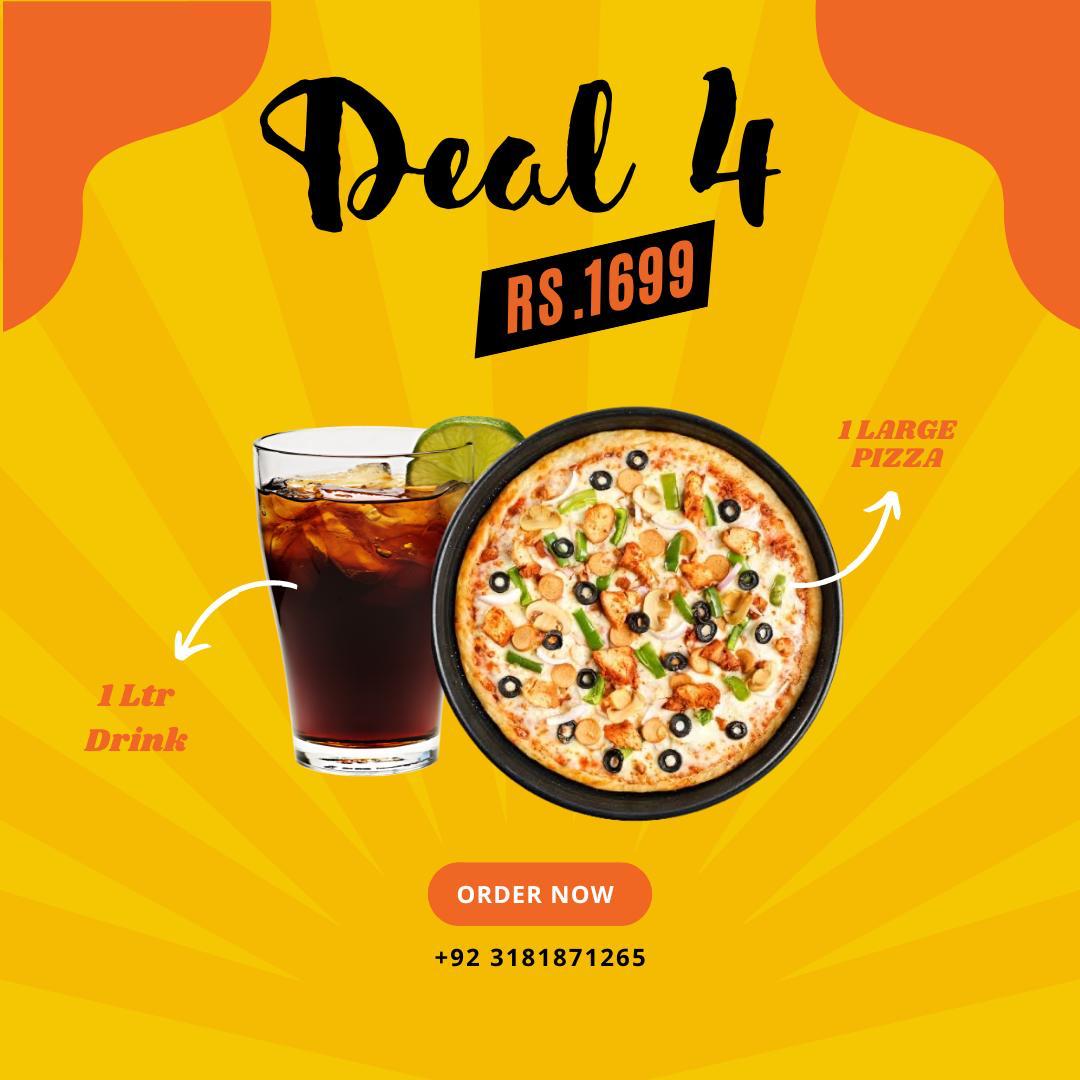 Deal 4
RS.1699
1 LARGE
PIZZA
1 Ltr
Drink
ORDER NOW
+92 3181871265